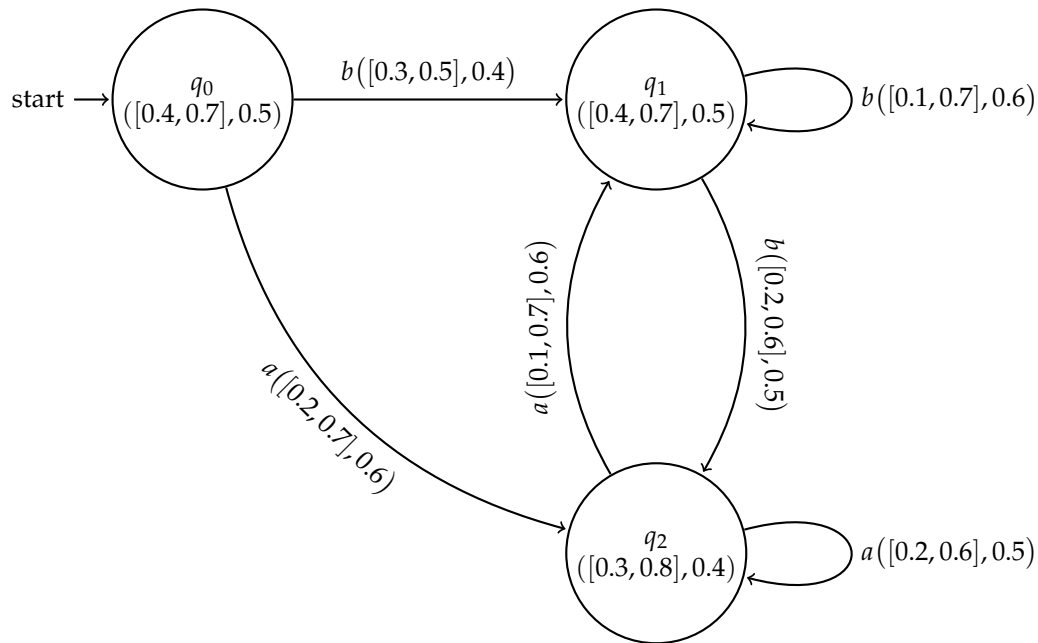 start
q₀
([0.4, 0.7], 0.5)
b([0.3, 0.5], 0.4)
q₁
([0.4, 0.7], 0.5)
b([0.1, 0.7], 0.6)
a([0.2, 0.7], 0.6)
a([0.1, 0.7], 0.6)
b([0.2, 0.6], 0.5)
q₂
([0.3, 0.8], 0.4)
a([0.2, 0.6], 0.5)